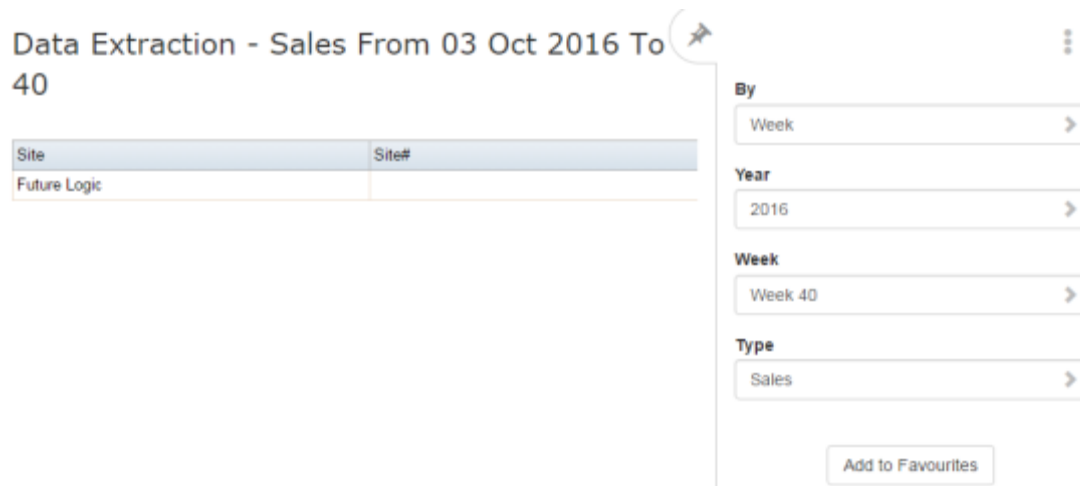 Data Extraction - Sales From 03 Oct 2016 To
40
Site Site#
Future Logic
By
Week
Year
2016
Week
Week 40
Type
Sales
Add to Favourites